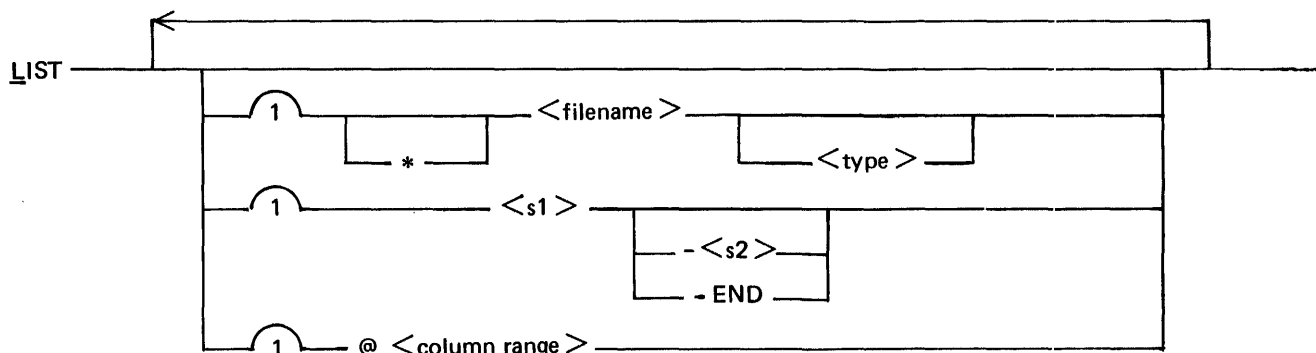 LIST
1 <filename>
* <type>
1 <s1>
- <s2>
- END
1 @ <column range>